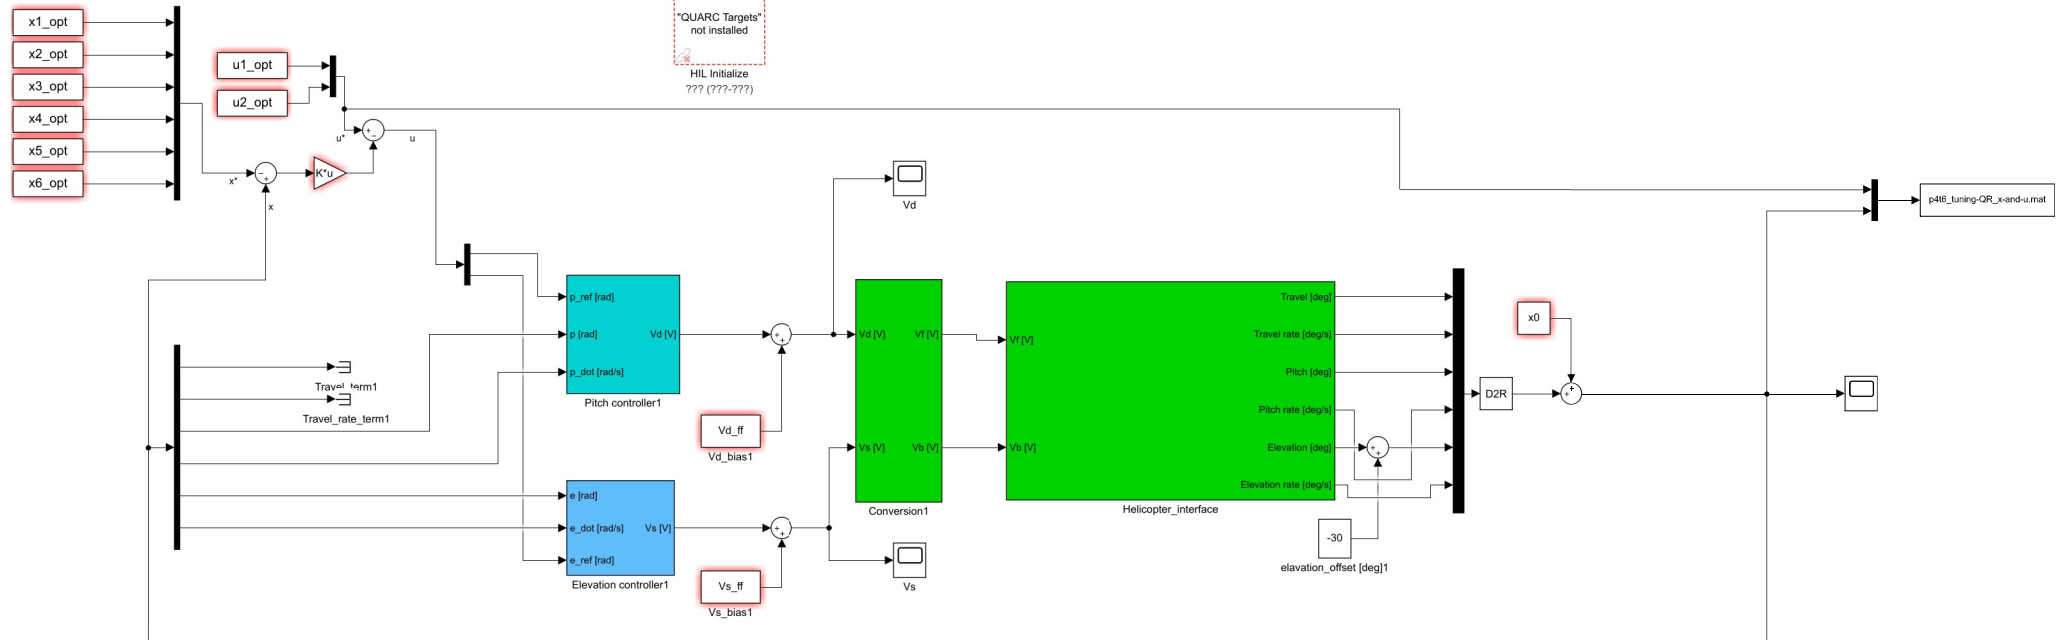 x1_opt
x2_opt
x3_opt
x4_opt
x5_opt
x6_opt
u1_opt
u2_opt
"QUARC Targets"
not installed
HIL Initialize
??? (???-???)
u*
u
x*
x
K*u
Vd
p4t6_tuning-QR_x-and-u.mat
p_ref [rad]
p [rad]
p_dot [rad/s]
Vd [V]
Pitch controller1
Travel_term1
Travel_rate_term1
Vd_ff
Vd_bias1
Vd [V]
Vs [V]
Vf [V]
Vb [V]
Conversion1
Vf [V]
Vb [V]
Travel [deg]
Travel rate [deg/s]
Pitch [deg]
Pitch rate [deg/s]
Elevation [deg]
Elevation rate [deg/s]
Helicopter_interface
x0
D2R
-30
elavation_offset [deg]1
e [rad]
e_dot [rad/s]
e_ref [rad]
Vs [V]
Elevation controller1
Vs_ff
Vs_bias1
Vs